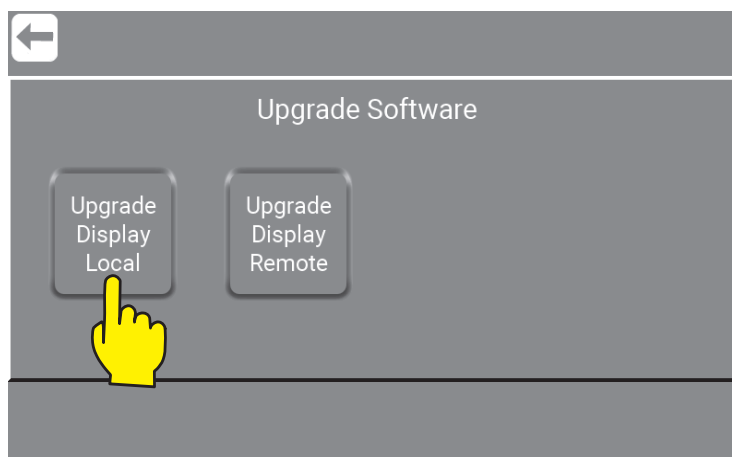 Upgrade Software
Upgrade
Display
Local
Upgrade
Display
Remote